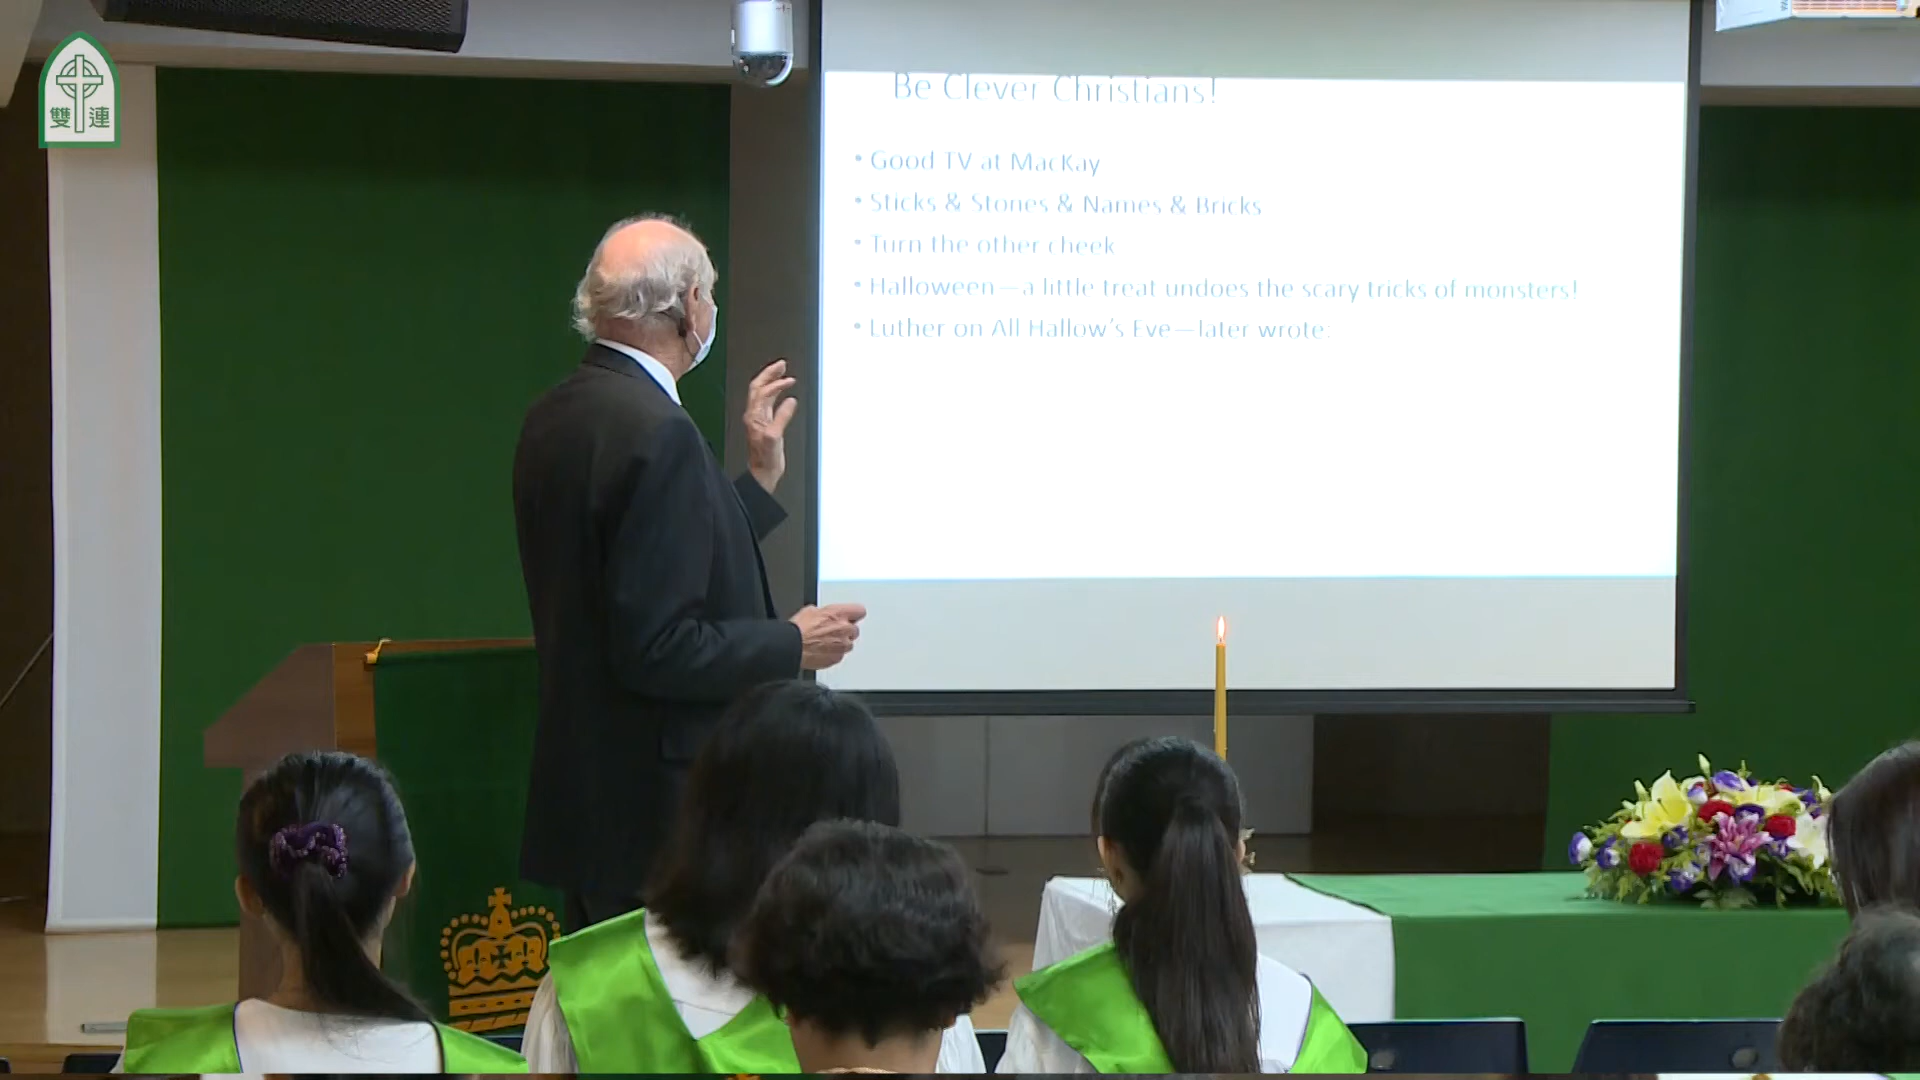 雙連
Be Clever Christians!
• Good TV at MacKay
• Sticks & Stones & Names & Bricks
• Turn the other cheek
• Halloween—a little treat undoes the scary tricks of monsters!
• Luther on All Hallow's Eve—later wrote: